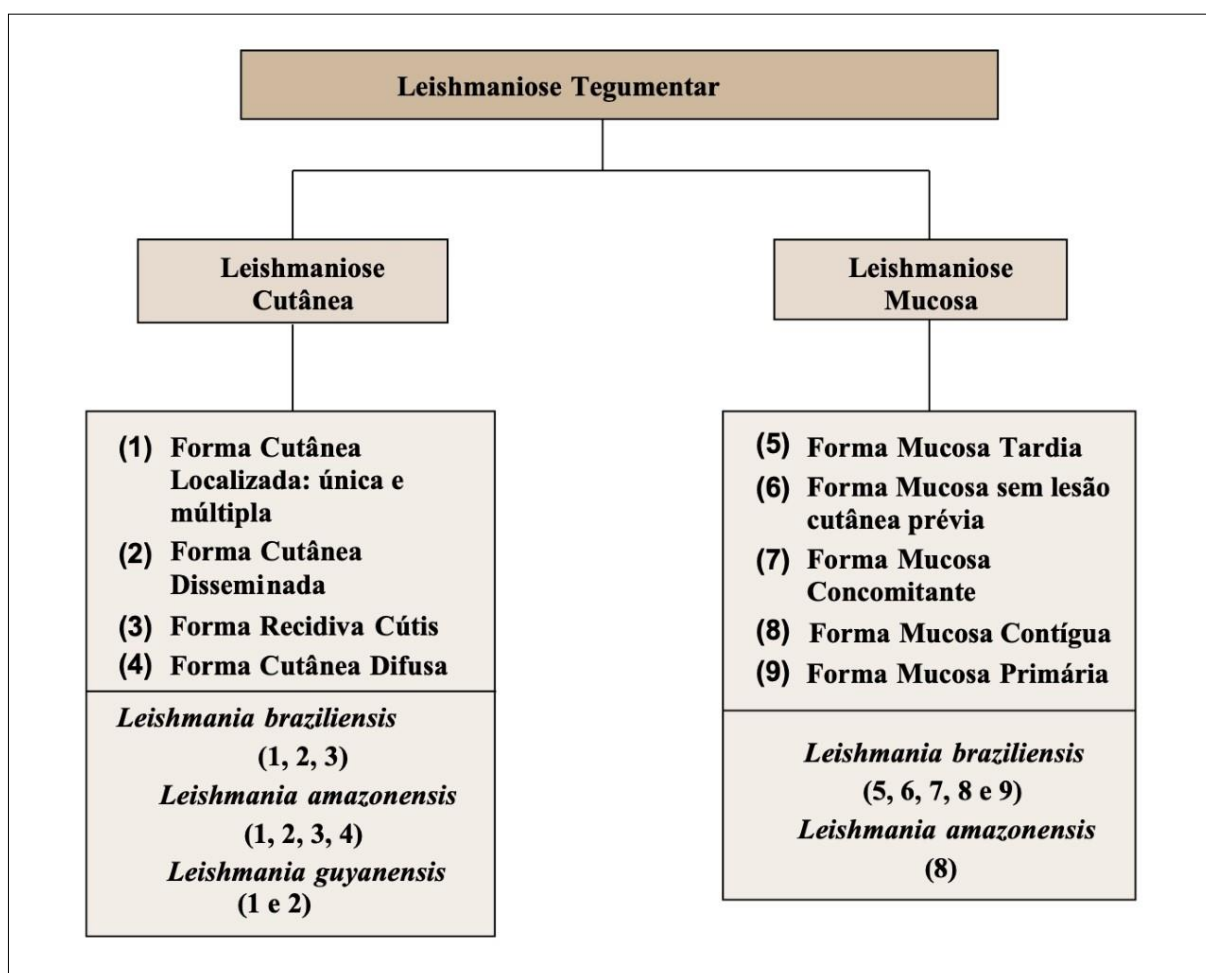 Leishmaniose Tegumentar
Leishmaniose
Cutânea
(1) Forma Cutânea
Localizada: única e
múltipla
(2) Forma Cutânea
Disseminada
(3) Forma Recidiva Cútis
(4) Forma Cutânea Difusa
Leishmania braziliensis
(1, 2, 3)
Leishmania amazonensis
(1, 2, 3, 4)
Leishmania guyanensis
(1 e 2)
Leishmaniose
Mucosa
(5) Forma Mucosa Tardia
(6) Forma Mucosa sem lesão
cutânea prévia
(7) Forma Mucosa
Concomitante
(8) Forma Mucosa Contígua
(9) Forma Mucosa Primária
Leishmania braziliensis
(5, 6, 7, 8 e 9)
Leishmania amazonensis
(8)